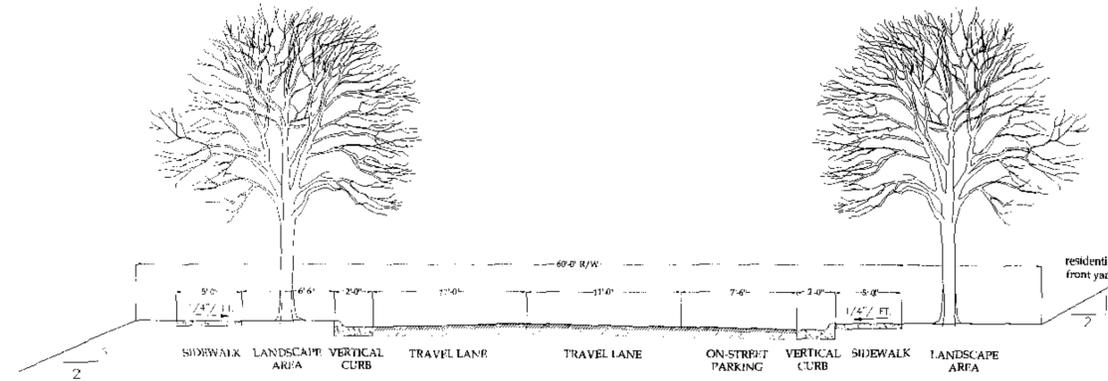 60'-0" R/W
residenti
front yar
5'-0"
6'-6"
2'-0"
11'-0"
11'-0"
7'-6"
2'-0"
5'-0"
1/4"/ FT.
1/4"/ FT.
SIDEWALK
LANDSCAPE
AREA
VERTICAL
CURB
TRAVEL LANE
TRAVEL LANE
ON-STREET
PARKING
VERTICAL
CURB
SIDEWALK
LANDSCAPE
AREA
2
2